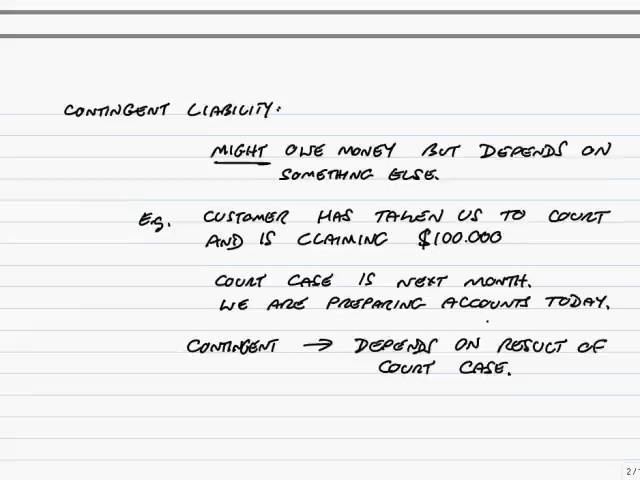 CONTINGENT LIABILITY.
MIGHT OWE MONEY BUT DEPENDS ON
SOMETHING ELSE.
Eg. CUSTOMER HAS TAKEN US TO COURT
AND IS CLAIMING $100.000
COURT CASE IS NEXT MONTH.
WE ARE PREPARING ACCOUNTS TODAY.
CONTINGENT → DEPENDS ON RESULT OF
COURT CASE.